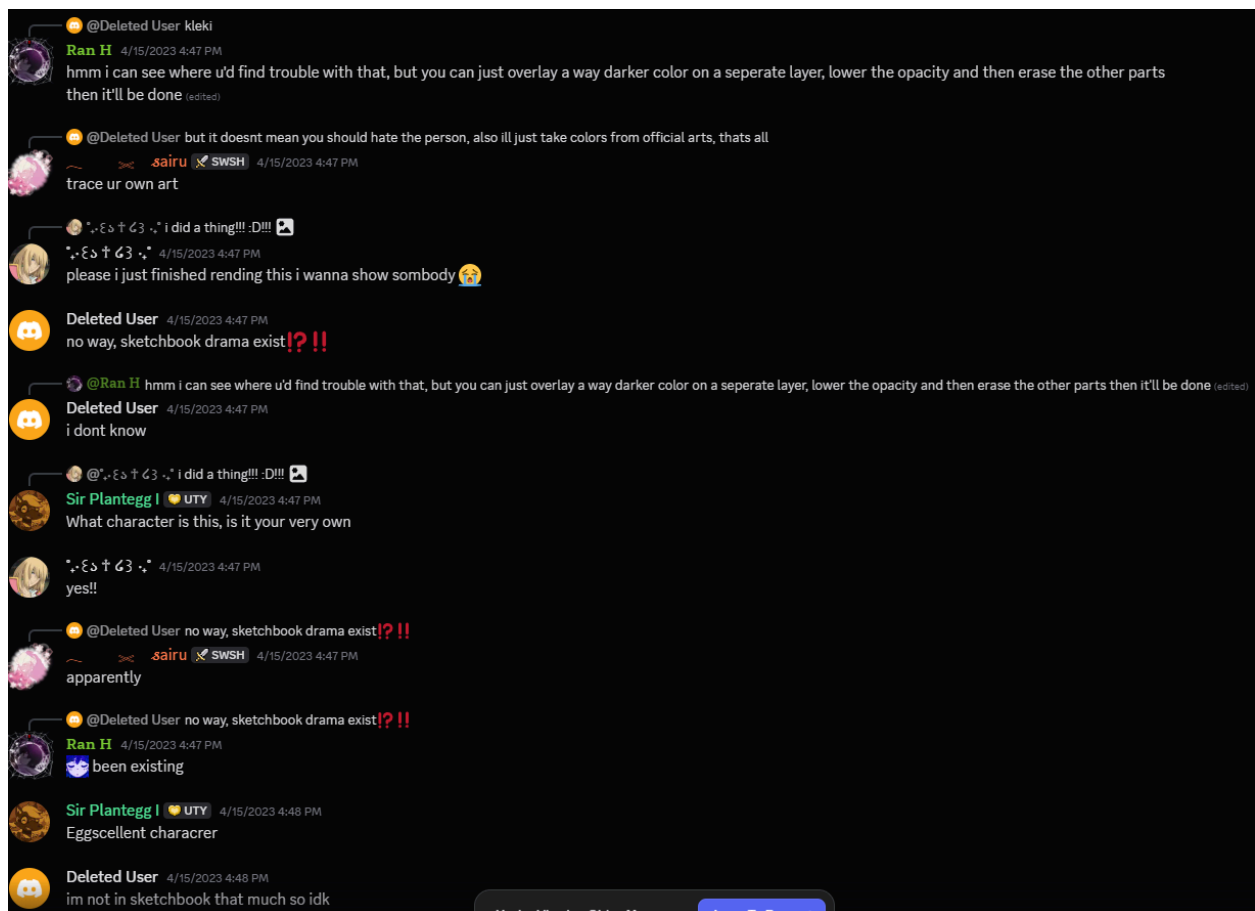 @Deleted User kleki
Ran H 4/15/2023 4:47 PM
hmm i can see where u'd find trouble with that, but you can just overlay a way darker color on a seperate layer, lower the opacity and then erase the other parts
then it'll be done (edited)
@Deleted User but it doesnt mean you should hate the person, also ill just take colors from official arts, thats all
sairu SWSH 4/15/2023 4:47 PM
trace ur own art
i did a thing!!! :D!!!
4/15/2023 4:47 PM
please i just finished rending this i wanna show sombody 😭
Deleted User 4/15/2023 4:47 PM
no way, sketchbook drama exist⁉️‼️
@Ran H hmm i can see where u'd find trouble with that, but you can just overlay a way darker color on a seperate layer, lower the opacity and then erase the other parts then it'll be done (edited)
Deleted User 4/15/2023 4:47 PM
i dont know
i did a thing!!! :D!!!
Sir Plantegg I 💛 UTY 4/15/2023 4:47 PM
What character is this, is it your very own
4/15/2023 4:47 PM
yes!!
@Deleted User no way, sketchbook drama exist⁉️‼️
sairu SWSH 4/15/2023 4:47 PM
apparently
@Deleted User no way, sketchbook drama exist⁉️‼️
Ran H 4/15/2023 4:47 PM
been existing
Sir Plantegg I 💛 UTY 4/15/2023 4:48 PM
Eggscellent characrer
Deleted User 4/15/2023 4:48 PM
im not in sketchbook that much so idk